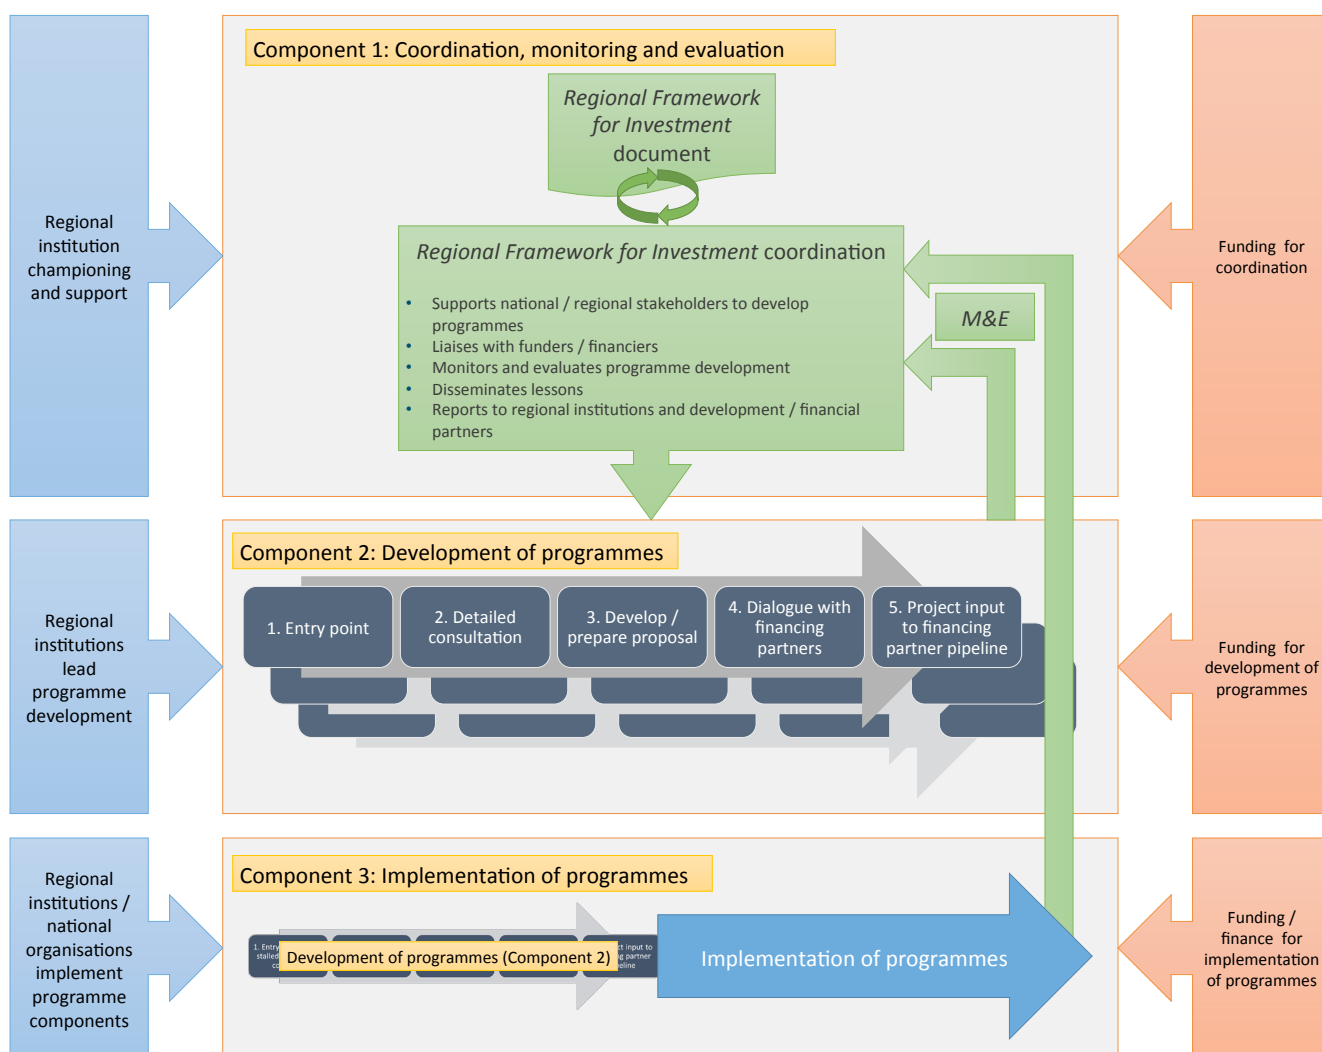 Component 1: Coordination, monitoring and evaluation
Regional Framework
for Investment
document
Regional
institution
championing
and support
Funding for
coordination
Regional Framework for Investment coordination
• Supports national / regional stakeholders to develop
programmes
• Liaises with funders / financiers
• Monitors and evaluates programme development
• Disseminates lessons
• Reports to regional institutions and development / financial
partners
M&E
Component 2: Development of programmes
Regional
institutions
lead
programme
development
1. Entry point
2. Detailed
consultation
3. Develop /
prepare proposal
4. Dialogue with
financing
partners
5. Project input
to financing
partner pipeline
Funding for
development of
programmes
Component 3: Implementation of programmes
Regional
institutions /
national
organisations
implement
programme
components
1. Entry
Development of programmes (Component 2)
input to
partner
Implementation of programmes
Funding /
finance for
implementation
of programmes